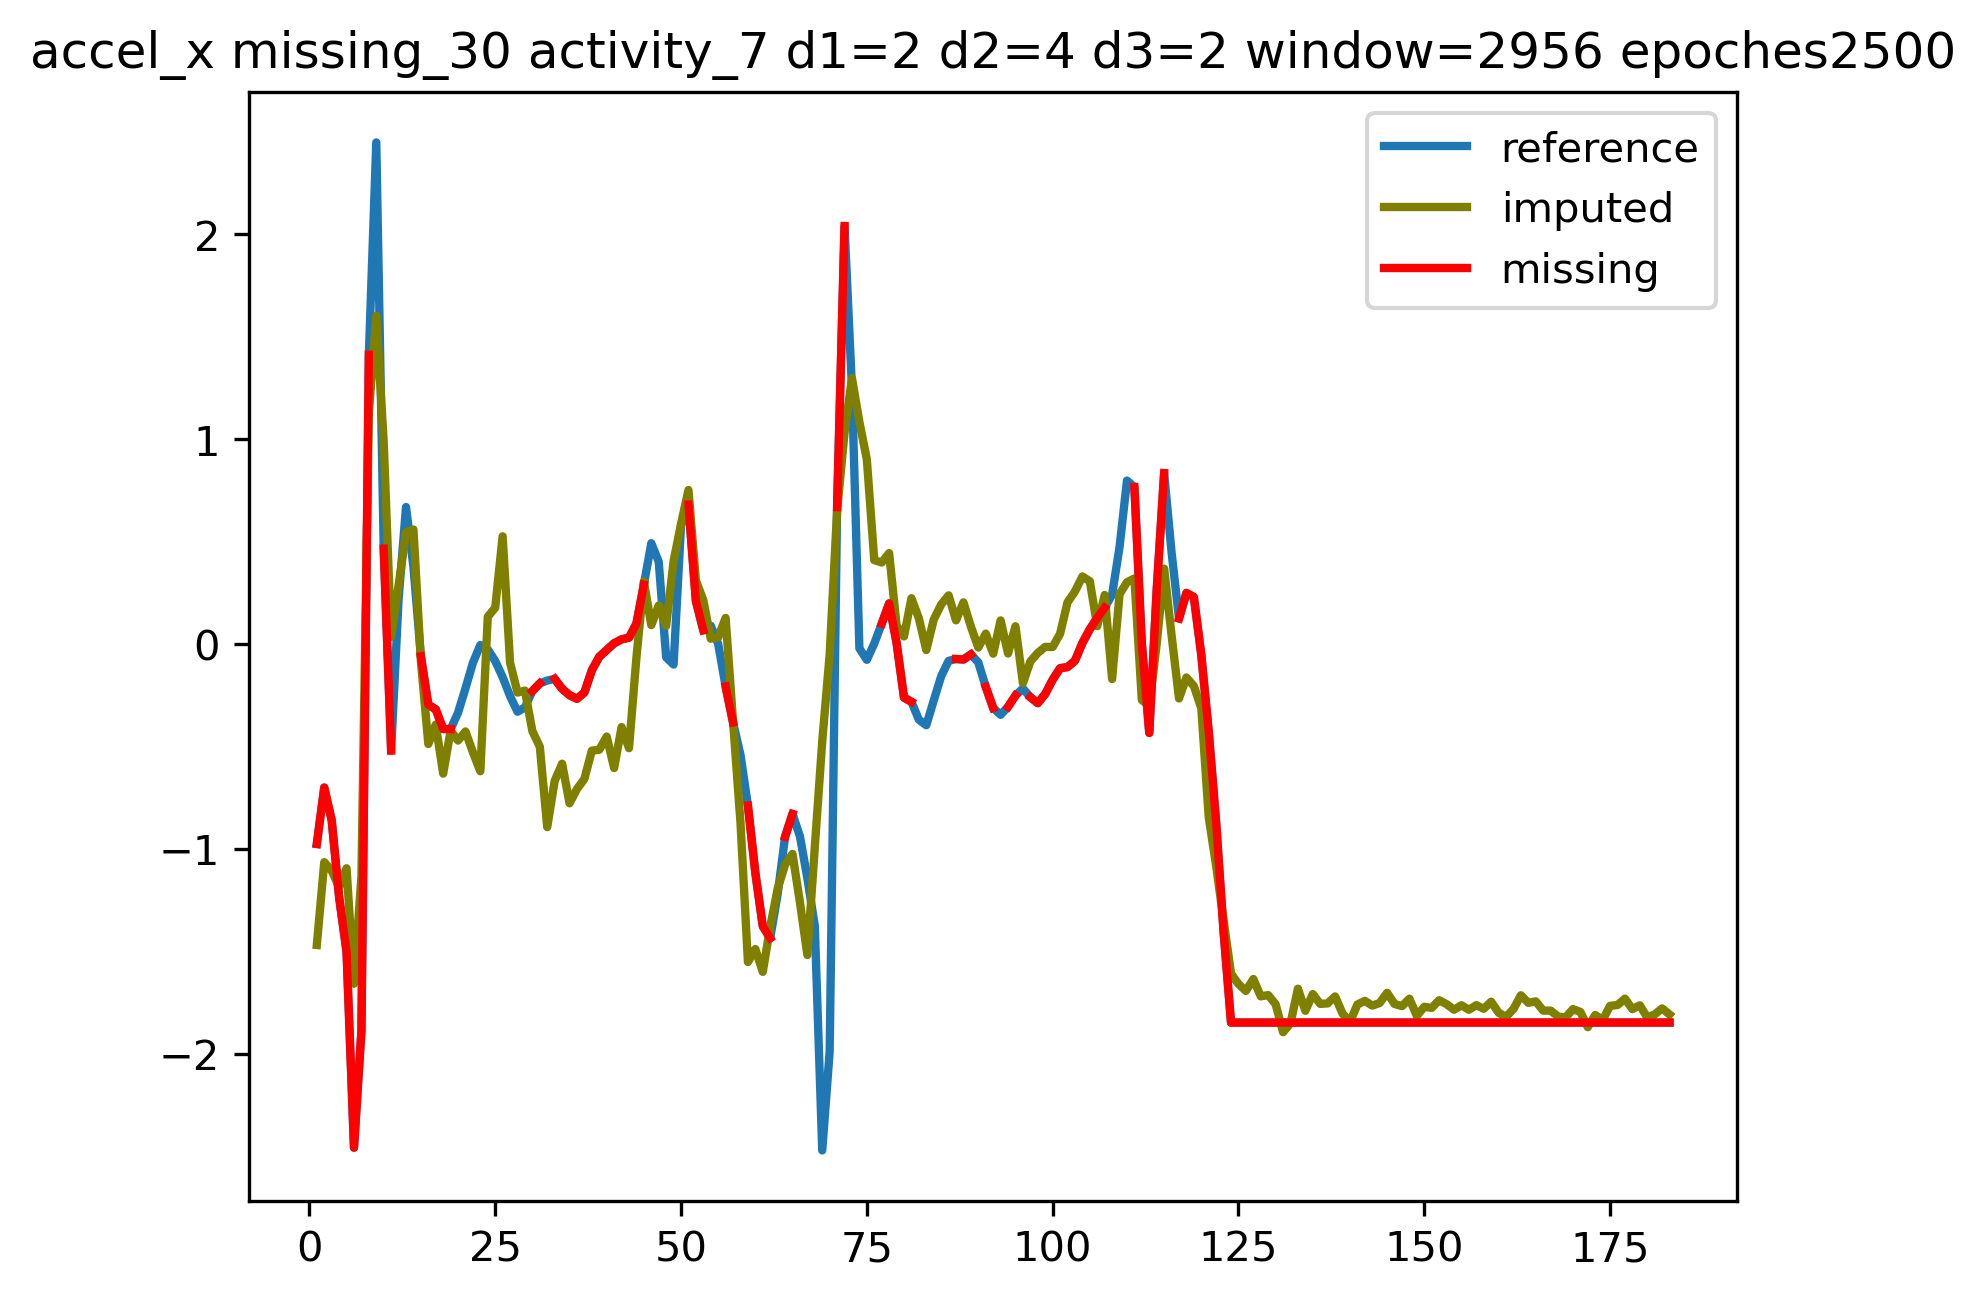 accel_x missing_30 activity_7 d1=2 d2=4 d3=2 window=2956 epoches2500
reference
imputed
missing
2
1
0
−1
−2
0 25 50 75 100 125 150 175